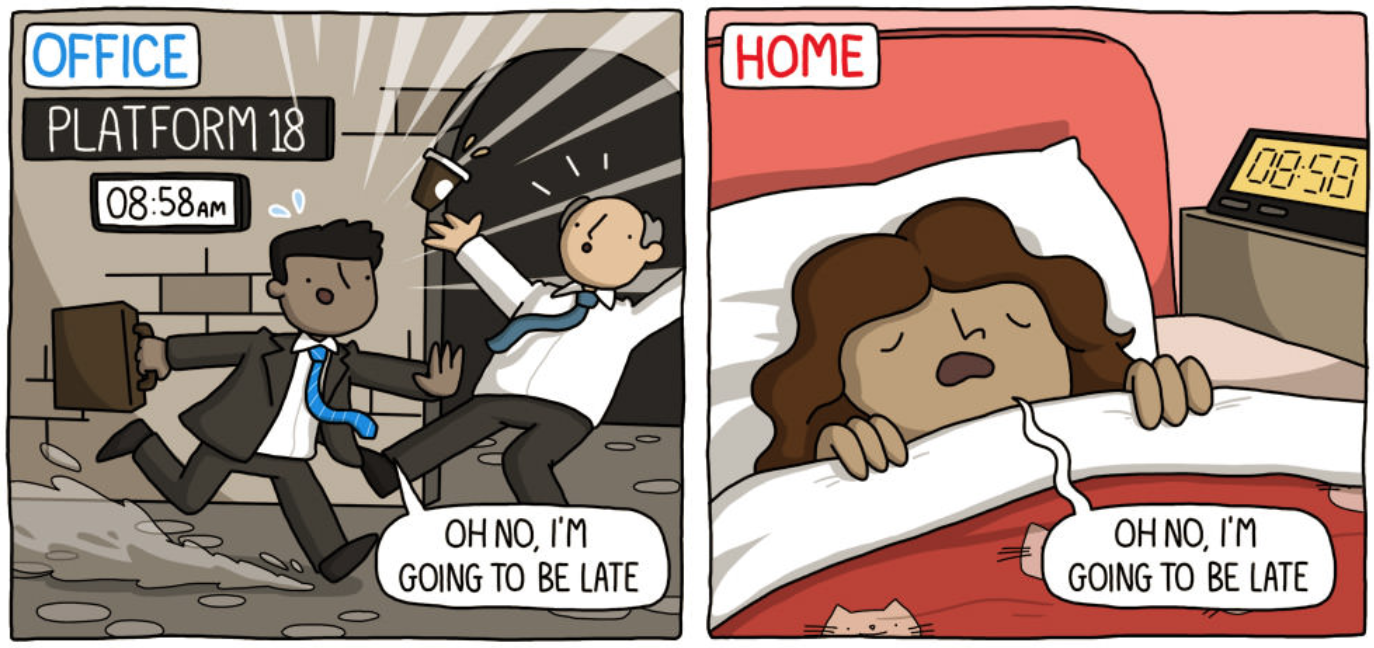 OFFICE
PLATFORM 18
08:58AM
OH NO, I'M
GOING TO BE LATE
HOME
08:58
OH NO, I'M
GOING TO BE LATE